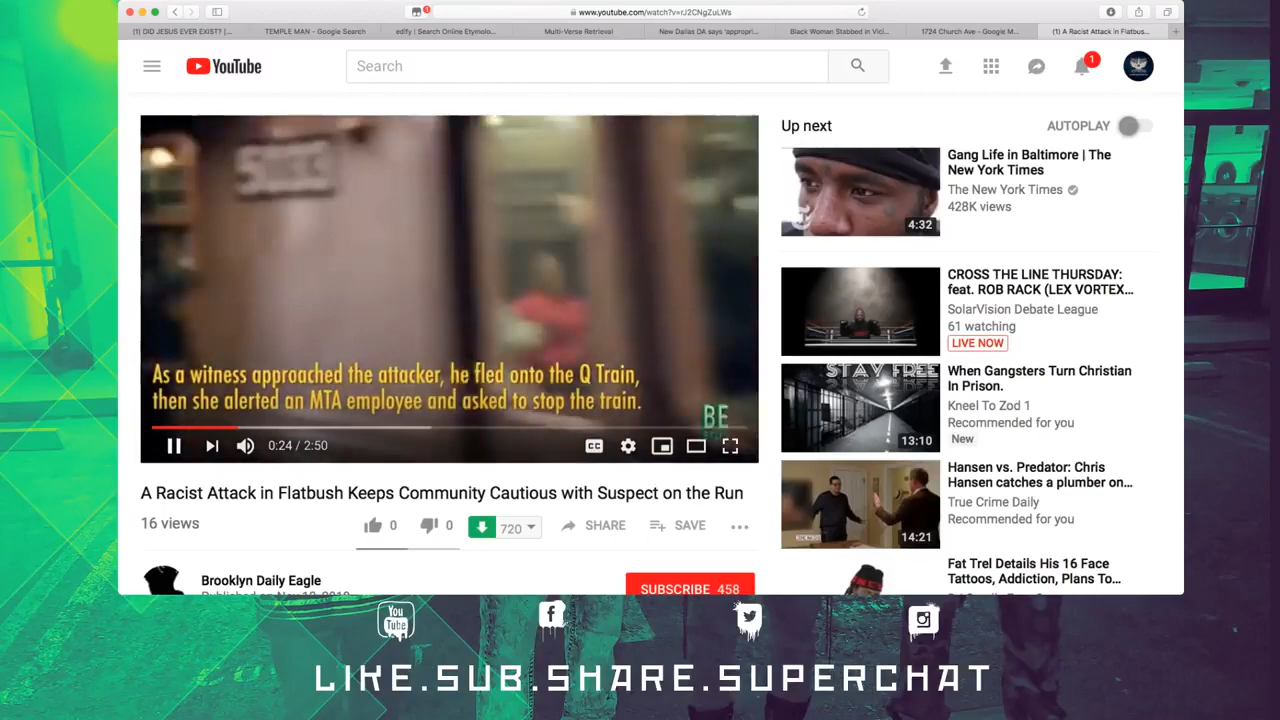 www.youtube.com/watch?v=rJ2CNgZuLWs
(1) DID JESUS EVER EXIST? [...
TEMPLE MAN - Google Search
edify | Search Online Etymolo...
Multi-Verse Retrieval
New Dallas DA says 'appropri...
Black Woman Stabbed in Vici...
1724 Church Ave - Google M...
(1) A Racist Attack in Flatbus...
YouTube
Search
1
Up next
AUTOPLAY
Gang Life in Baltimore | The
New York Times
The New York Times
428K views
4:32
CROSS THE LINE THURSDAY:
feat. ROB RACK (LEX VORTEX...
SolarVision Debate League
61 watching
LIVE NOW
STAY FREE
When Gangsters Turn Christian
In Prison.
Kneel To Zod 1
Recommended for you
New
13:10
Hansen vs. Predator: Chris
Hansen catches a plumber on...
True Crime Daily
Recommended for you
14:21
Fat Trel Details His 16 Face
Tattoos, Addiction, Plans To...
As a witness approached the attacker, he fled onto the Q Train,
then she alerted an MTA employee and asked to stop the train.
BE
0:24 / 2:50
CC
A Racist Attack in Flatbush Keeps Community Cautious with Suspect on the Run
16 views
0
0
720
SHARE
SAVE
Brooklyn Daily Eagle
SUBSCRIBE 458
You
Tube
LIKE.SUB.SHARE.SUPERCHAT